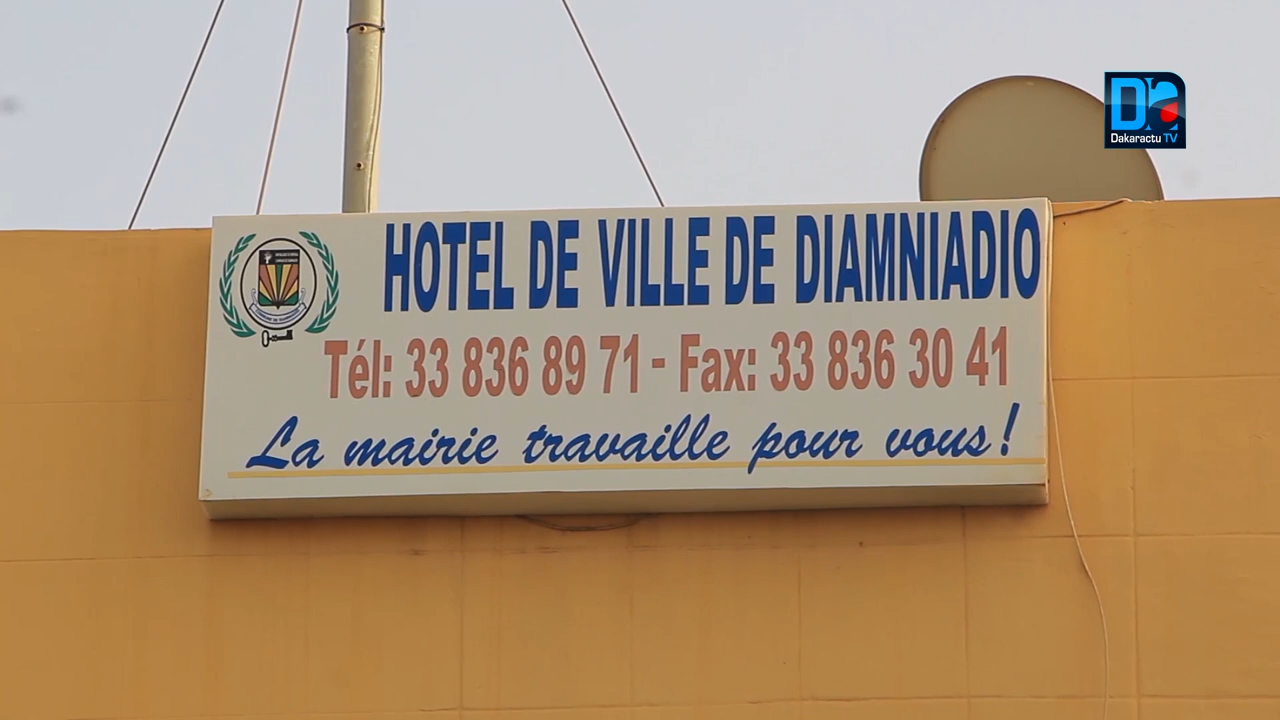 Dakaractu TV
HOTEL DE VILLE DE DIAMNIADIO
Tél: 33 836 89 71 - Fax: 33 836 30 41
La mairie travaille pour vous!